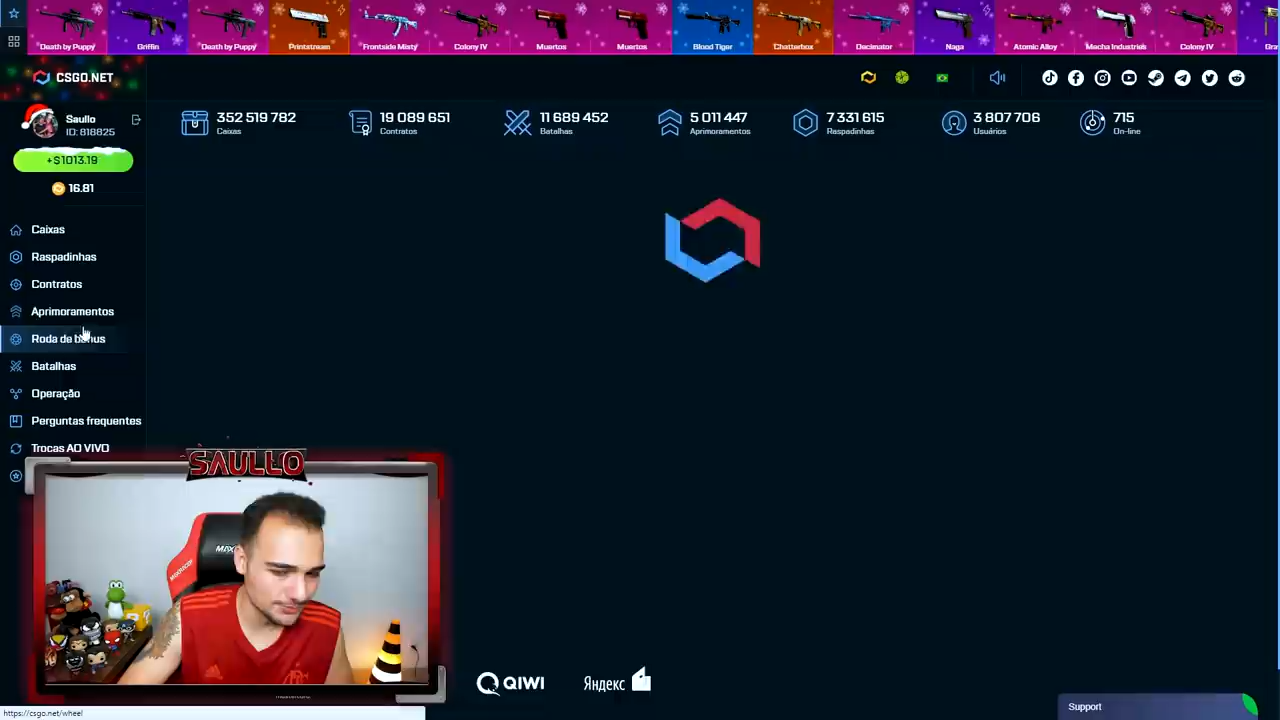 Death by Puppy
Griffin
Death by Puppy
Printstream
Frontside Misty
Colony IV
Muertos
Muertos
Blood Tiger
Chatterbox
Decimator
Naga
Atomic Alloy
Mecha Industries
Colony IV
Gra
CSGO.NET
Saullo
ID: 818825
+$1013.19
16.81
352 519 782
Caixas
19 089 651
Contratos
11 689 452
Batalhas
5 011 447
Aprimoramentos
7 331 615
Raspadinhas
3 807 706
Usuários
715
On-line
Caixas
Raspadinhas
Contratos
Aprimoramentos
Roda de bônus
Batalhas
Operação
Perguntas frequentes
Trocas AO VIVO
SAULLO
QIWI
Яндекс
Support
https://csgo.net/wheel